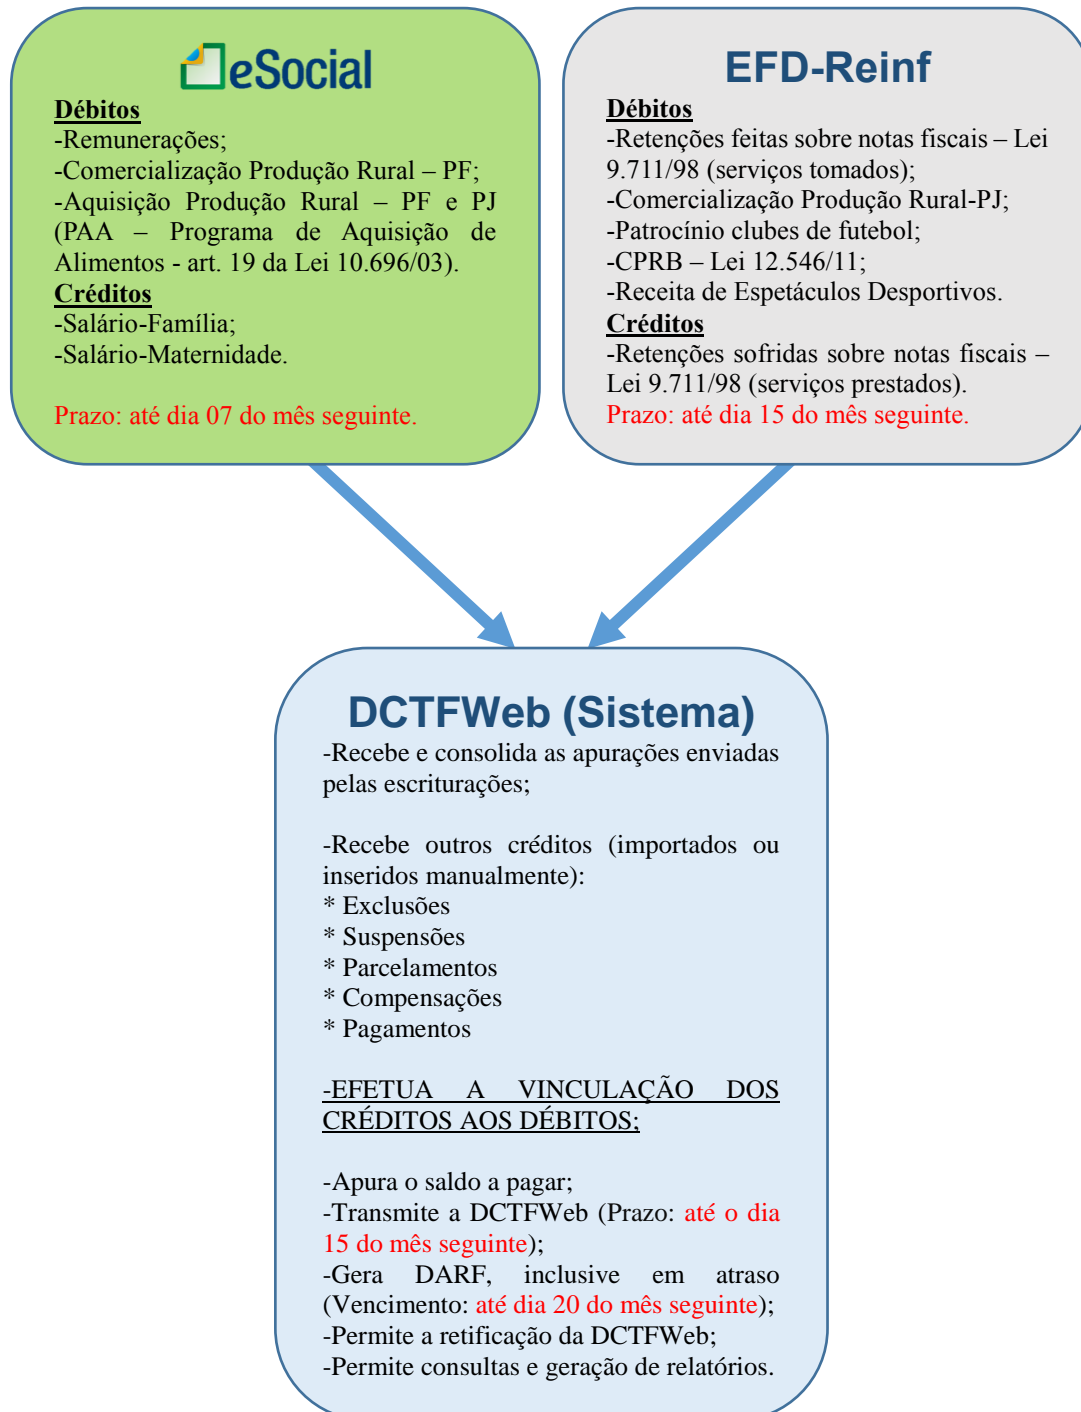 eSocial
Débitos
-Remunerações;
-Comercialização Produção Rural – PF;
-Aquisição Produção Rural – PF e PJ
(PAA – Programa de Aquisição de
Alimentos - art. 19 da Lei 10.696/03).
Créditos
-Salário-Família;
-Salário-Maternidade.
Prazo: até dia 07 do mês seguinte.
EFD-Reinf
Débitos
-Retenções feitas sobre notas fiscais – Lei
9.711/98 (serviços tomados);
-Comercialização Produção Rural-PJ;
-Patrocínio clubes de futebol;
-CPRB – Lei 12.546/11;
-Receita de Espetáculos Desportivos.
Créditos
-Retenções sofridas sobre notas fiscais –
Lei 9.711/98 (serviços prestados).
Prazo: até dia 15 do mês seguinte.
DCTFWeb (Sistema)
-Recebe e consolida as apurações enviadas
pelas escriturações;
-Recebe outros créditos (importados ou
inseridos manualmente):
* Exclusões
* Suspensões
* Parcelamentos
* Compensações
* Pagamentos
-EFETUA A VINCULAÇÃO DOS
CRÉDITOS AOS DÉBITOS;
-Apura o saldo a pagar;
-Transmite a DCTFWeb (Prazo: até o dia
15 do mês seguinte);
-Gera DARF, inclusive em atraso
(Vencimento: até dia 20 do mês seguinte);
-Permite a retificação da DCTFWeb;
-Permite consultas e geração de relatórios.